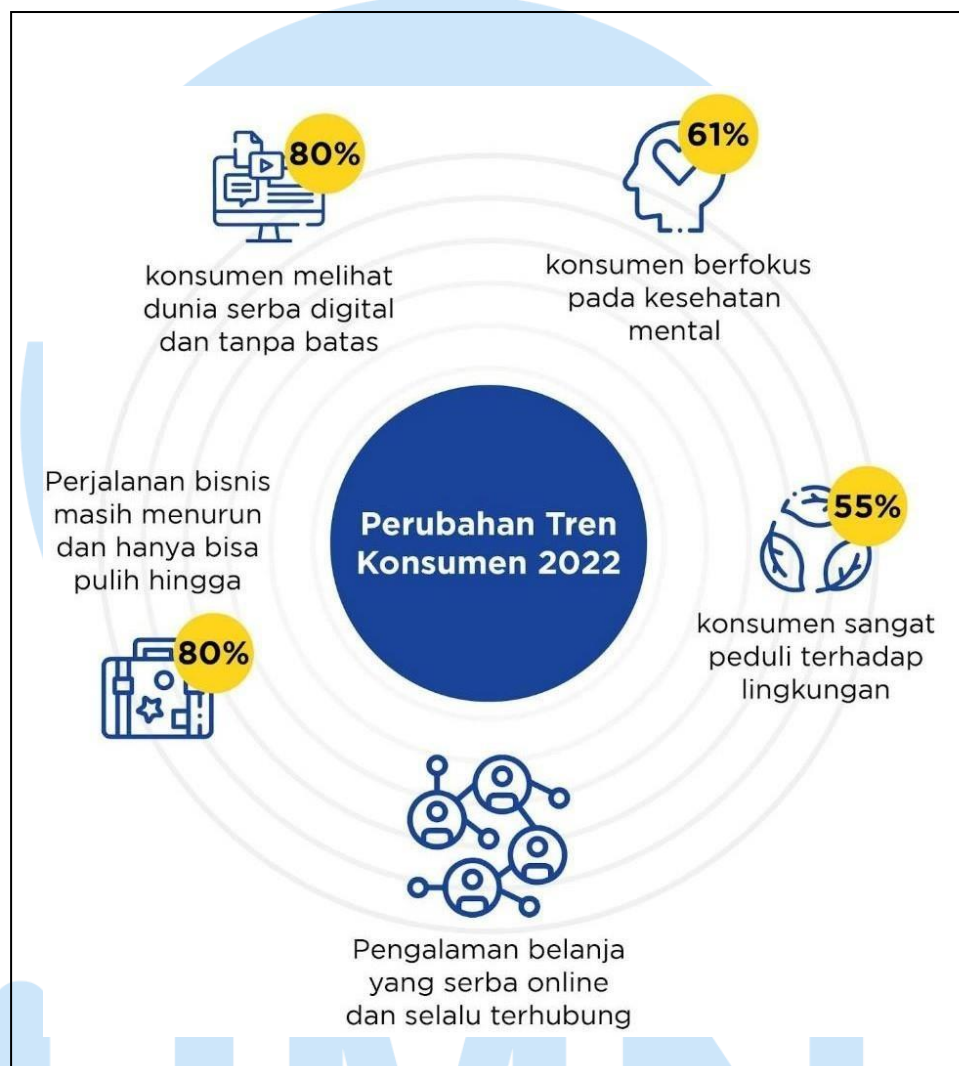 80%
konsumen melihat
dunia serba digital
dan tanpa batas
61%
konsumen berfokus
pada kesehatan
mental
Perubahan Tren
Konsumen 2022
55%
konsumen sangat
peduli terhadap
lingkungan
Perjalanan bisnis
masih menurun
dan hanya bisa
pulih hingga
80%
Pengalaman belanja
yang serba online
dan selalu terhubung